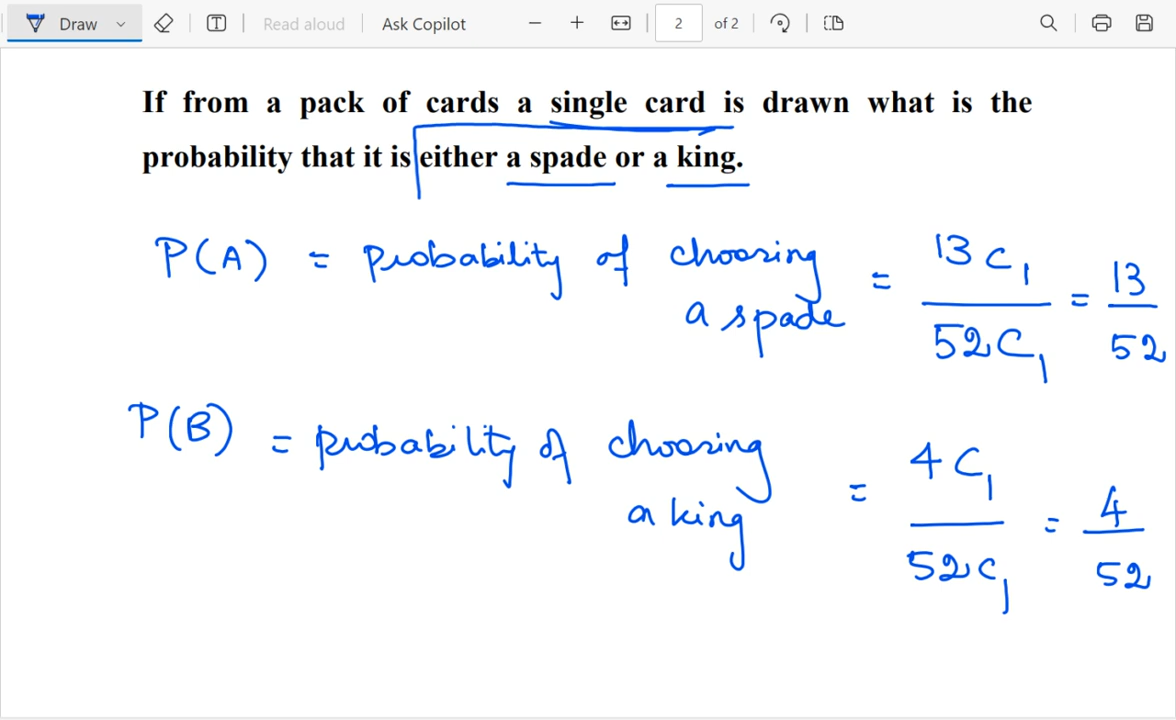 Draw
Read aloud
Ask Copilot
2
of 2
If from a pack of cards a single card is drawn what is the
probability that it is either a spade or a king.
P(A) = probability of choosing a spade = 13C₁ / 52C₁ = 13 / 52
P(B) = probability of choosing a king = 4C₁ / 52C₁ = 4 / 52